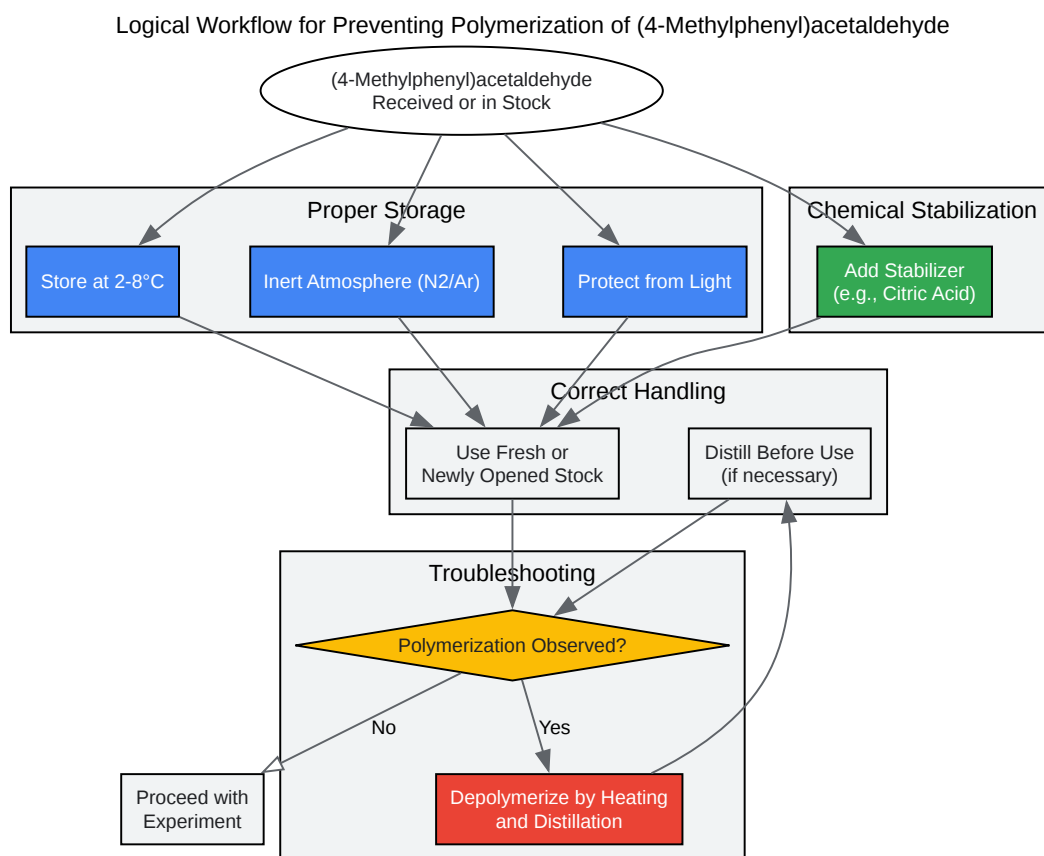 Logical Workflow for Preventing Polymerization of (4-Methylphenyl)acetaldehyde
(4-Methylphenyl)acetaldehyde
Received or in Stock
Proper Storage
Chemical Stabilization
Store at 2-8°C
Inert Atmosphere (N2/Ar)
Protect from Light
Add Stabilizer
(e.g., Citric Acid)
Correct Handling
Use Fresh or
Newly Opened Stock
Distill Before Use
(if necessary)
Troubleshooting
Polymerization Observed?
No
Yes
Proceed with
Experiment
Depolymerize by Heating
and Distillation